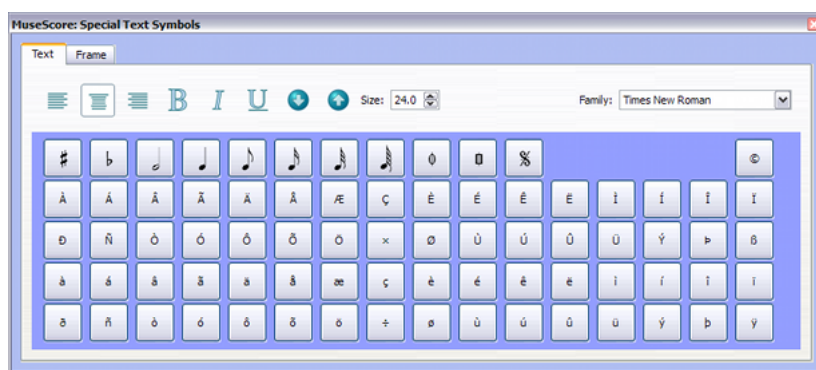 MuseScore: Special Text Symbols
Text Frame
B I U Size: 24.0 Family: Times New Roman
♯ ♭ 𝅗𝅥 ♩ ♪ 𝅘𝅥𝅯 𝅘𝅥𝅰 𝅘𝅥𝅱 𝄌 𝄍 𝄋 ©
À Á Â Ã Ä Å Æ Ç È É Ê Ë Ì Í Î Ï
Ð Ñ Ò Ó Ô Õ Ö × Ø Ù Ú Û Ü Ý Þ ß
à á â ã ä å æ ç è é ê ë ì í î ï
ð ñ ò ó ô õ ö ÷ ø ù ú û ü ý þ ÿ